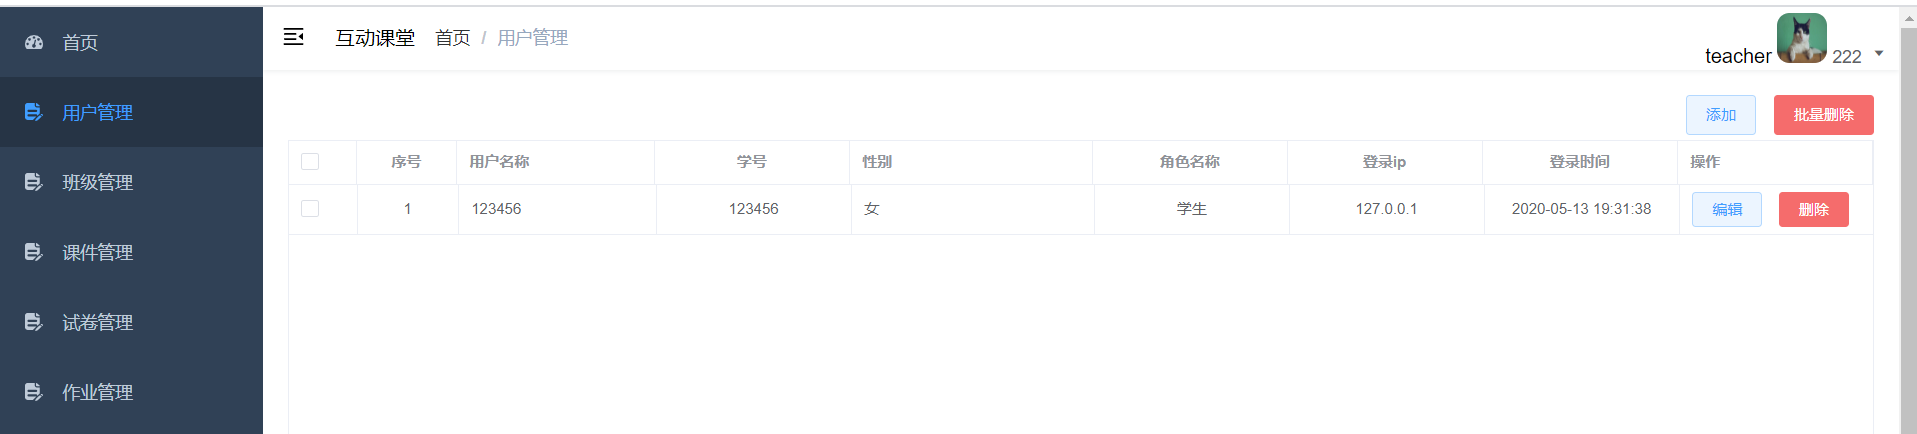 首页
用户管理
班级管理
课件管理
试卷管理
作业管理
互动课堂 首页 / 用户管理
teacher 222
添加 批量删除
序号 用户名称 学号 性别 角色名称 登录ip 登录时间 操作
1 123456 123456 女 学生 127.0.0.1 2020-05-13 19:31:38 编辑 删除